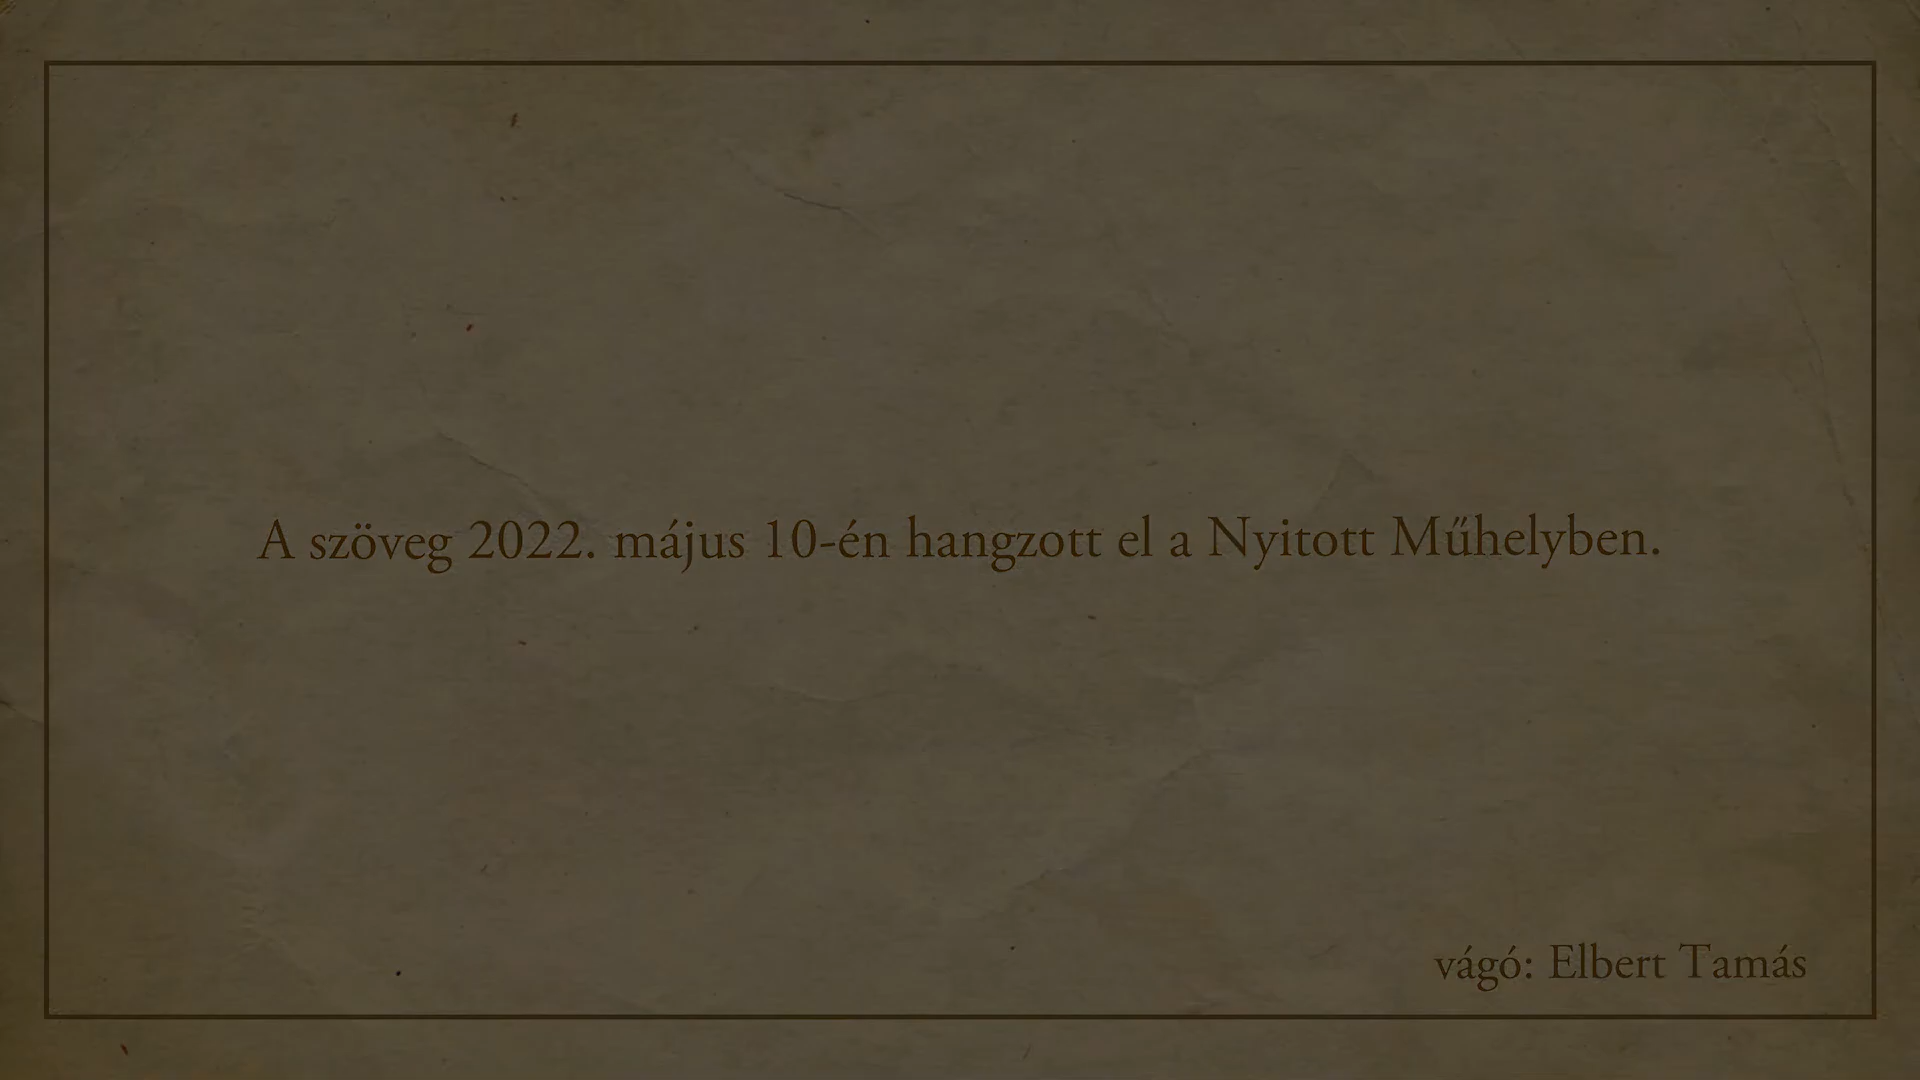 A szöveg 2022. május 10-én hangzott el a Nyitott Műhelyben.
vágó: Elbert Tamás